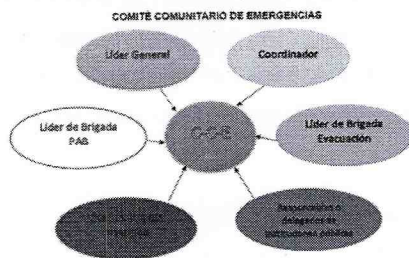 COMITÉ COMUNITARIO DE EMERGENCIAS
Líder General
Coordinador
Líder de Brigada
PAB
C-C-E
Líder de Brigada
Evacuación
Responsables o
delegados de
instituciones públicas